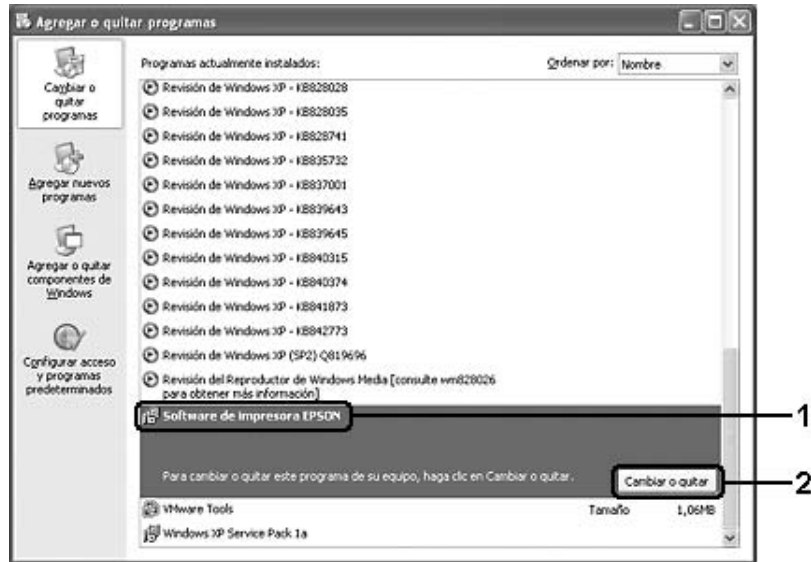 Agregar o quitar programas
Cambiar o
quitar
programas
Agregar nuevos
programas
Agregar o quitar
componentes de
Windows
Configurar acceso
y programas
predeterminados
Programas actualmente instalados:
Ordenar por: Nombre
Revisión de Windows XP - KB828028
Revisión de Windows XP - KB828035
Revisión de Windows XP - KB828741
Revisión de Windows XP - KB835732
Revisión de Windows XP - KB837001
Revisión de Windows XP - KB839643
Revisión de Windows XP - KB839645
Revisión de Windows XP - KB840315
Revisión de Windows XP - KB840374
Revisión de Windows XP - KB841873
Revisión de Windows XP - KB842773
Revisión de Windows XP (SP2) Q819696
Revisión del Reproductor de Windows Media [consulte wm828026
para obtener más información]
Software de impresora EPSON
1
Para cambiar o quitar este programa de su equipo, haga clic en Cambiar o quitar.
Cambiar o quitar
2
VMware Tools Tamaño 1,06MB
Windows XP Service Pack 1a